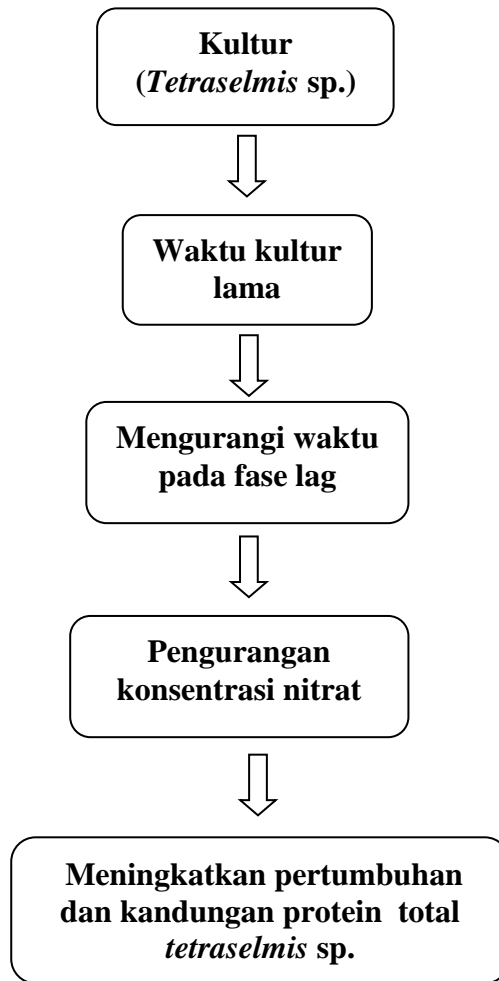 Kultur
(Tetraselmis sp.)
Waktu kultur
lama
Mengurangi waktu
pada fase lag
Pengurangan
konsentrasi nitrat
Meningkatkan pertumbuhan
dan kandungan protein total
tetraselmis sp.